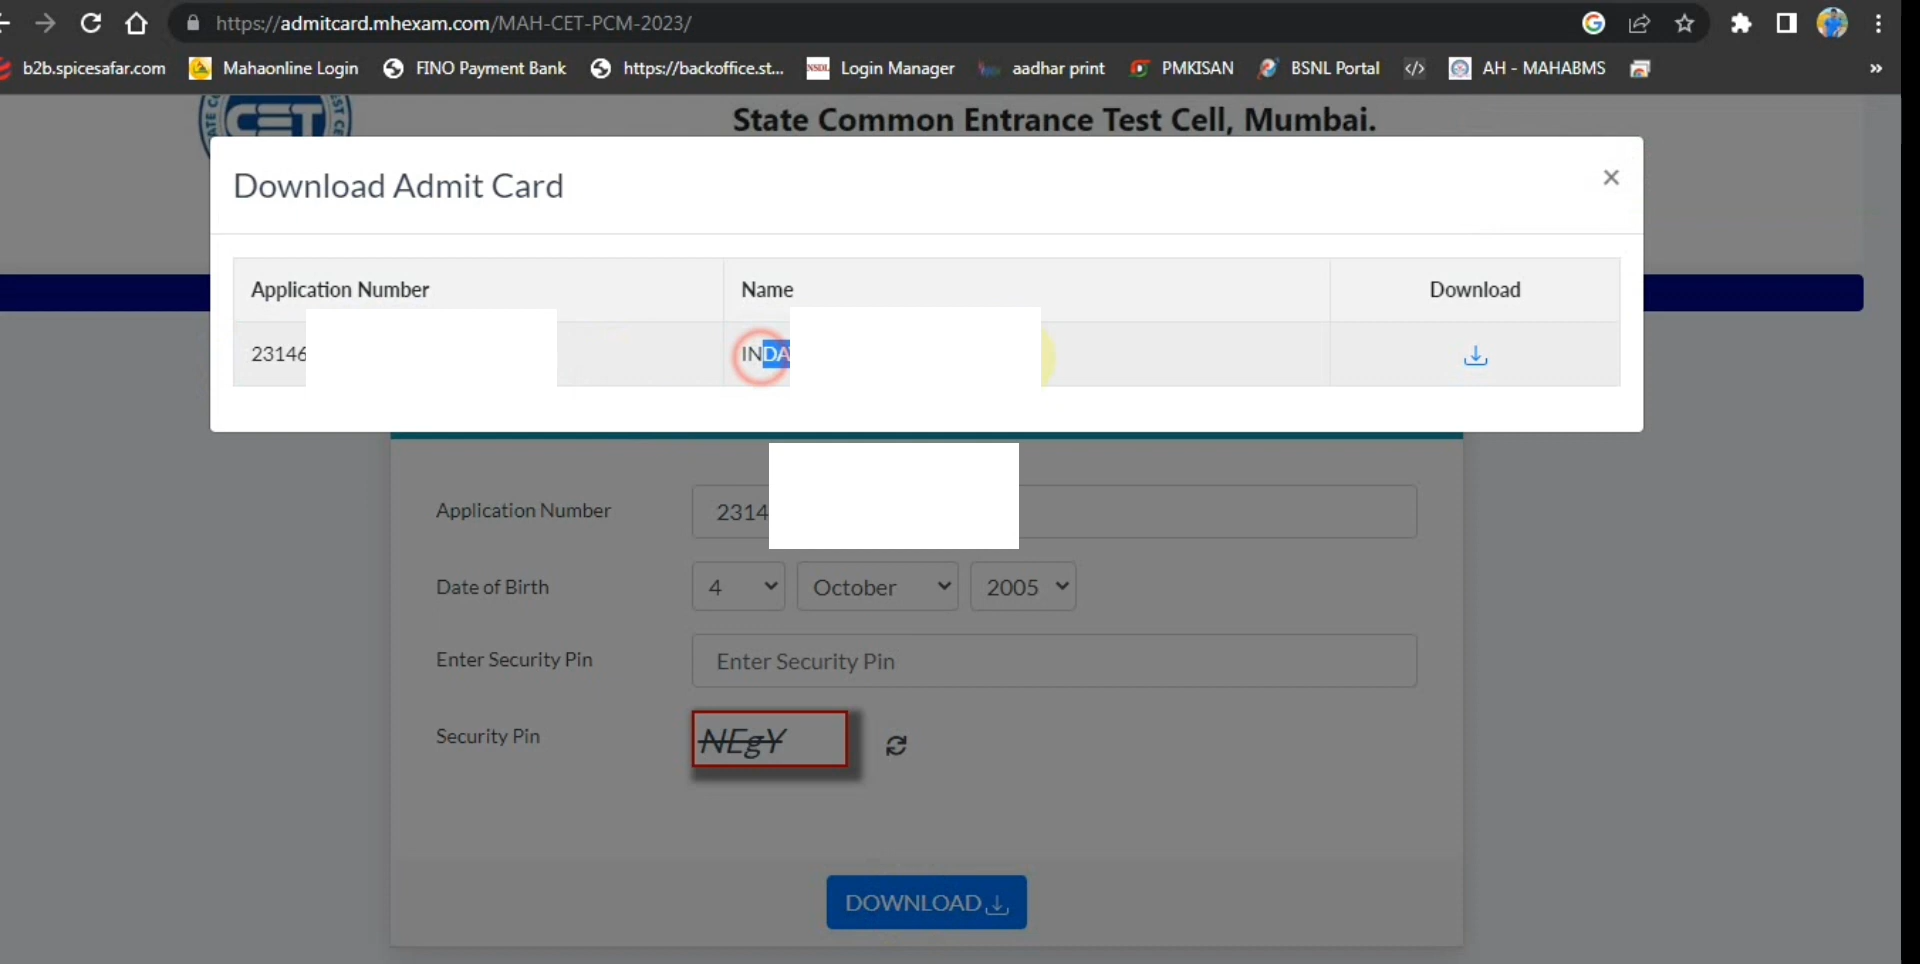 https://admitcard.mhexam.com/MAH-CET-PCM-2023/
b2b.spicesafar.com Mahaonline Login FINO Payment Bank https://backoffice.st... NSDL Login Manager aadhar print PMKISAN BSNL Portal </> AH - MAHABMS »
CET
State Common Entrance Test Cell, Mumbai.
Download Admit Card ×
Application Number Name Download
23146 INDA
Application Number 2314
Date of Birth 4 October 2005
Enter Security Pin Enter Security Pin
Security Pin NEgY
DOWNLOAD